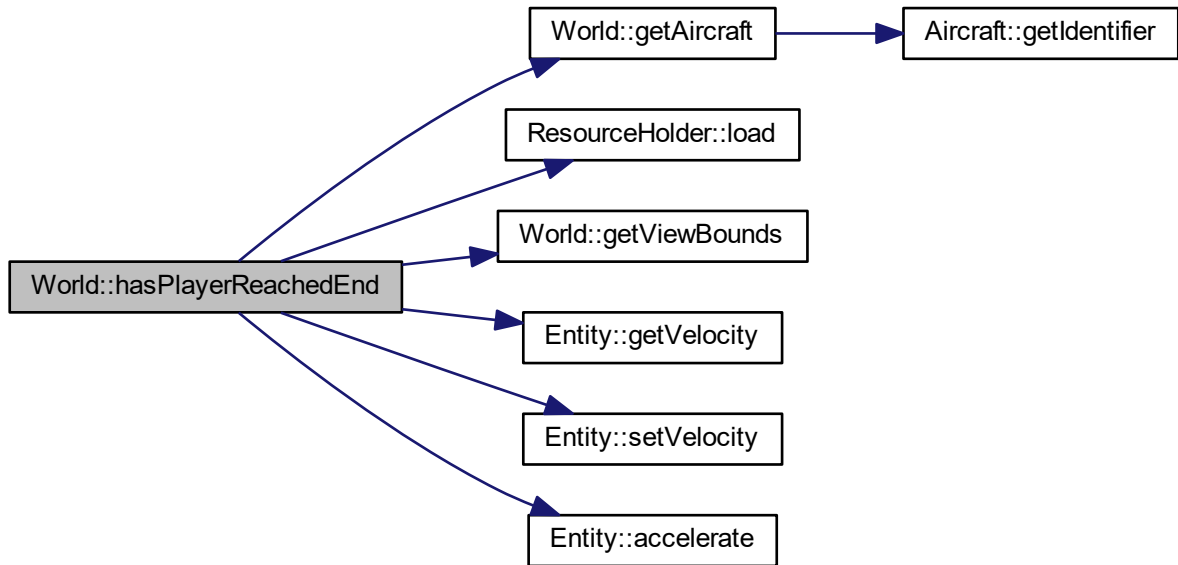 World::getAircraft
Aircraft::getIdentifier
ResourceHolder::load
World::getViewBounds
World::hasPlayerReachedEnd
Entity::getVelocity
Entity::setVelocity
Entity::accelerate